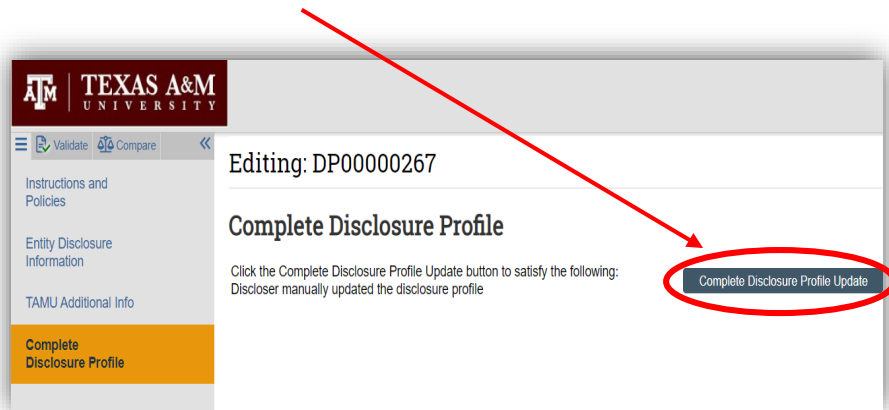 ATM | TEXAS A&M
UNIVERSITY
Validate Compare
Editing: DP00000267
Instructions and
Policies
Entity Disclosure
Information
TAMU Additional Info
Complete
Disclosure Profile
Complete Disclosure Profile
Click the Complete Disclosure Profile Update button to satisfy the following:
Discloser manually updated the disclosure profile
Complete Disclosure Profile Update